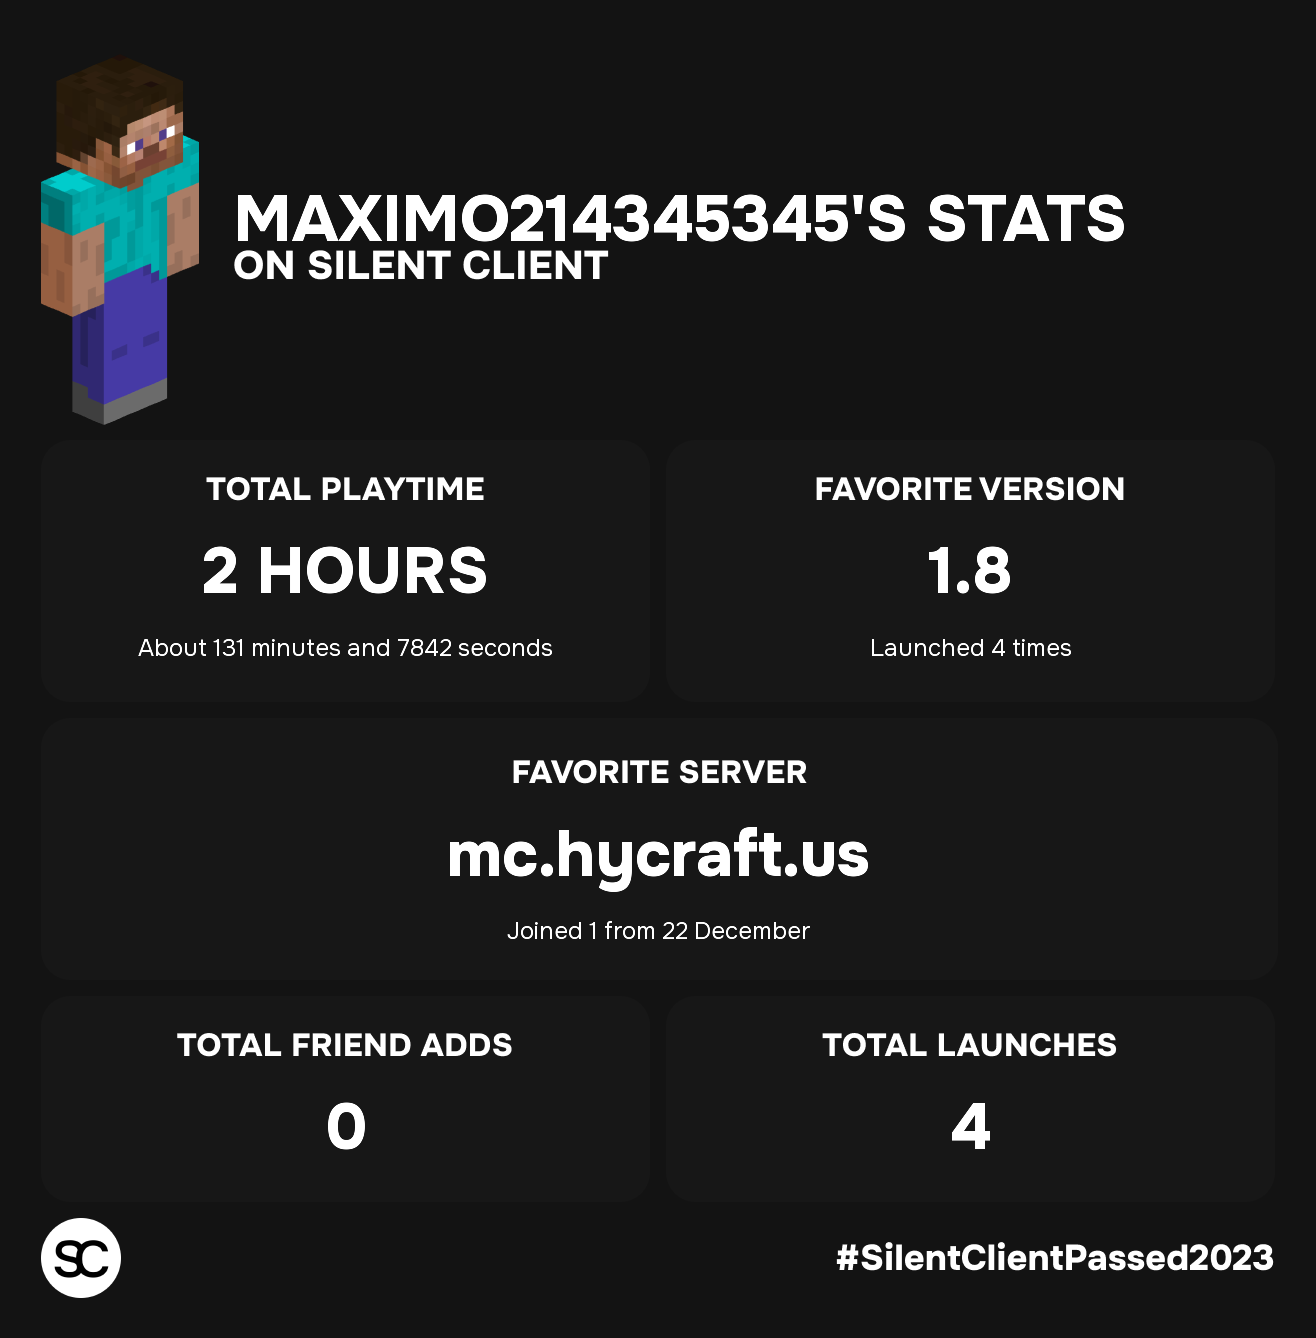 MAXIMO214345345'S STATS
ON SILENT CLIENT
TOTAL PLAYTIME
2 HOURS
About 131 minutes and 7842 seconds
FAVORITE VERSION
1.8
Launched 4 times
FAVORITE SERVER
mc.hycraft.us
Joined 1 from 22 December
TOTAL FRIEND ADDS
0
TOTAL LAUNCHES
4
SC
#SilentClientPassed2023